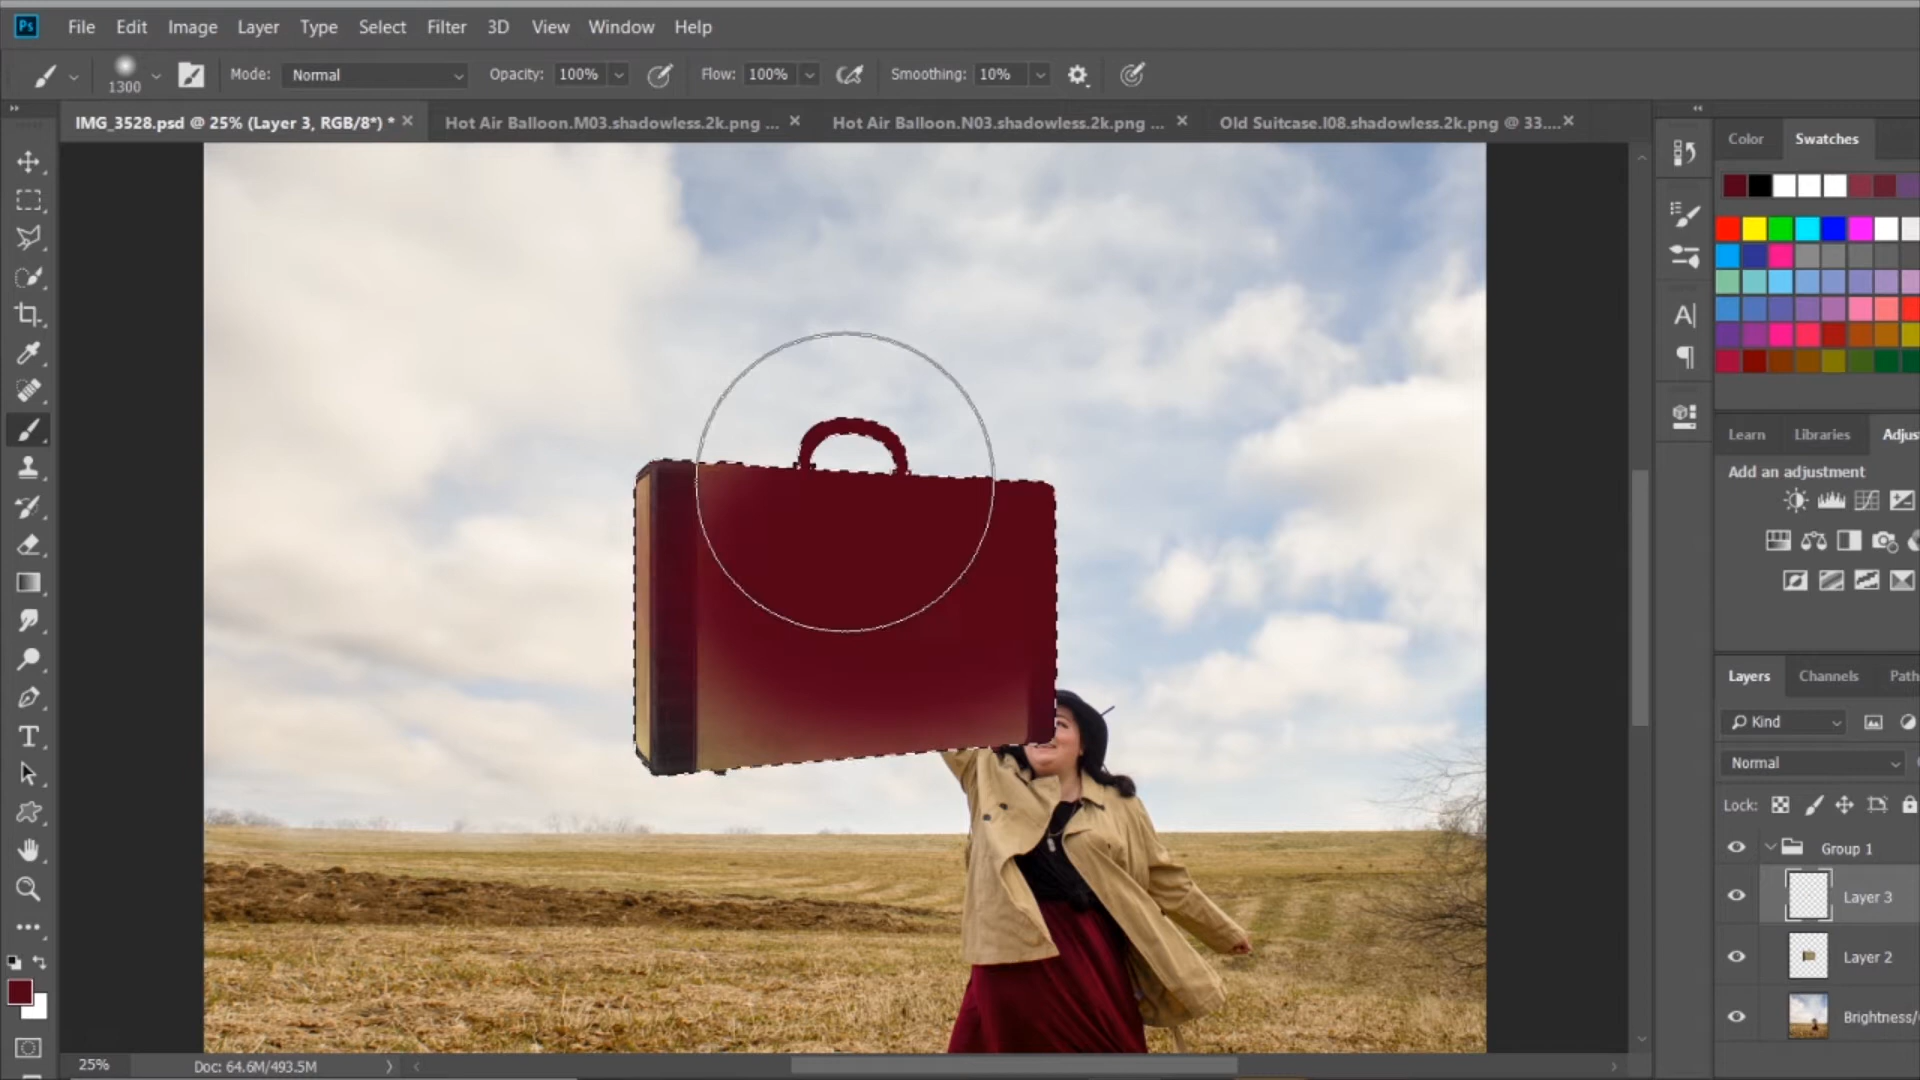 Ps File Edit Image Layer Type Select Filter 3D View Window Help
1300 Mode: Normal Opacity: 100% Flow: 100% Smoothing: 10%
IMG_3528.psd @ 25% (Layer 3, RGB/8*) * Hot Air Balloon.M03.shadowless.2k.png ... Hot Air Balloon.N03.shadowless.2k.png ... Old Suitcase.I08.shadowless.2k.png @ 33....
Color Swatches
Learn Libraries Adjus
Add an adjustment
Layers Channels Path
Kind
Normal
Lock:
Group 1
Layer 3
Layer 2
Brightness/
25% Doc: 64.6M/493.5M